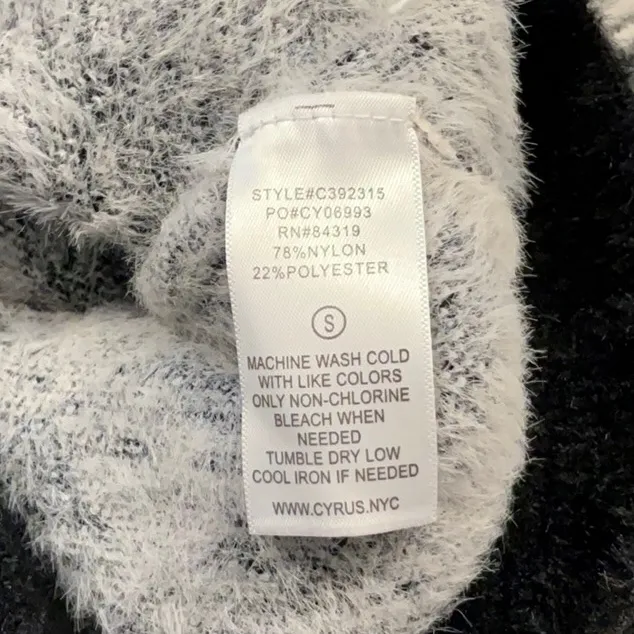 STYLE#C392315
PO#CY06993
RN#84319
78%NYLON
22%POLYESTER
S
MACHINE WASH COLD
WITH LIKE COLORS
ONLY NON-CHLORINE
BLEACH WHEN
NEEDED
TUMBLE DRY LOW
COOL IRON IF NEEDED
WWW.CYRUS.NYC